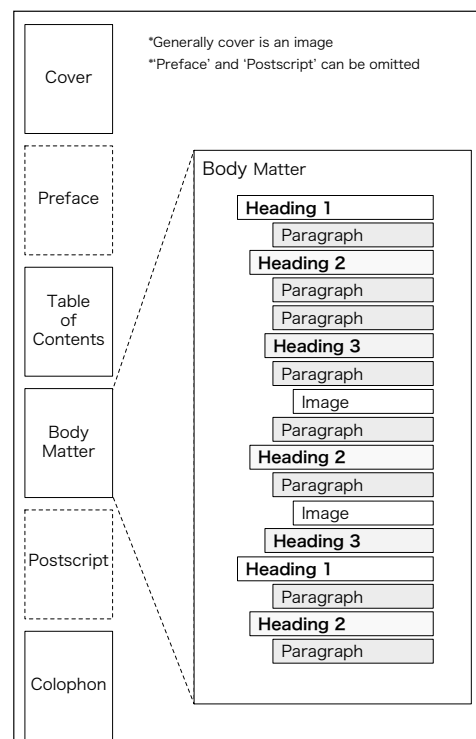 Cover
*Generally cover is an image
*'Preface' and 'Postscript' can be omitted
Preface
Table
of
Contents
Body
Matter
Postscript
Colophon
Body Matter
Heading 1
Paragraph
Heading 2
Paragraph
Paragraph
Heading 3
Paragraph
Image
Paragraph
Heading 2
Paragraph
Image
Heading 3
Heading 1
Paragraph
Heading 2
Paragraph